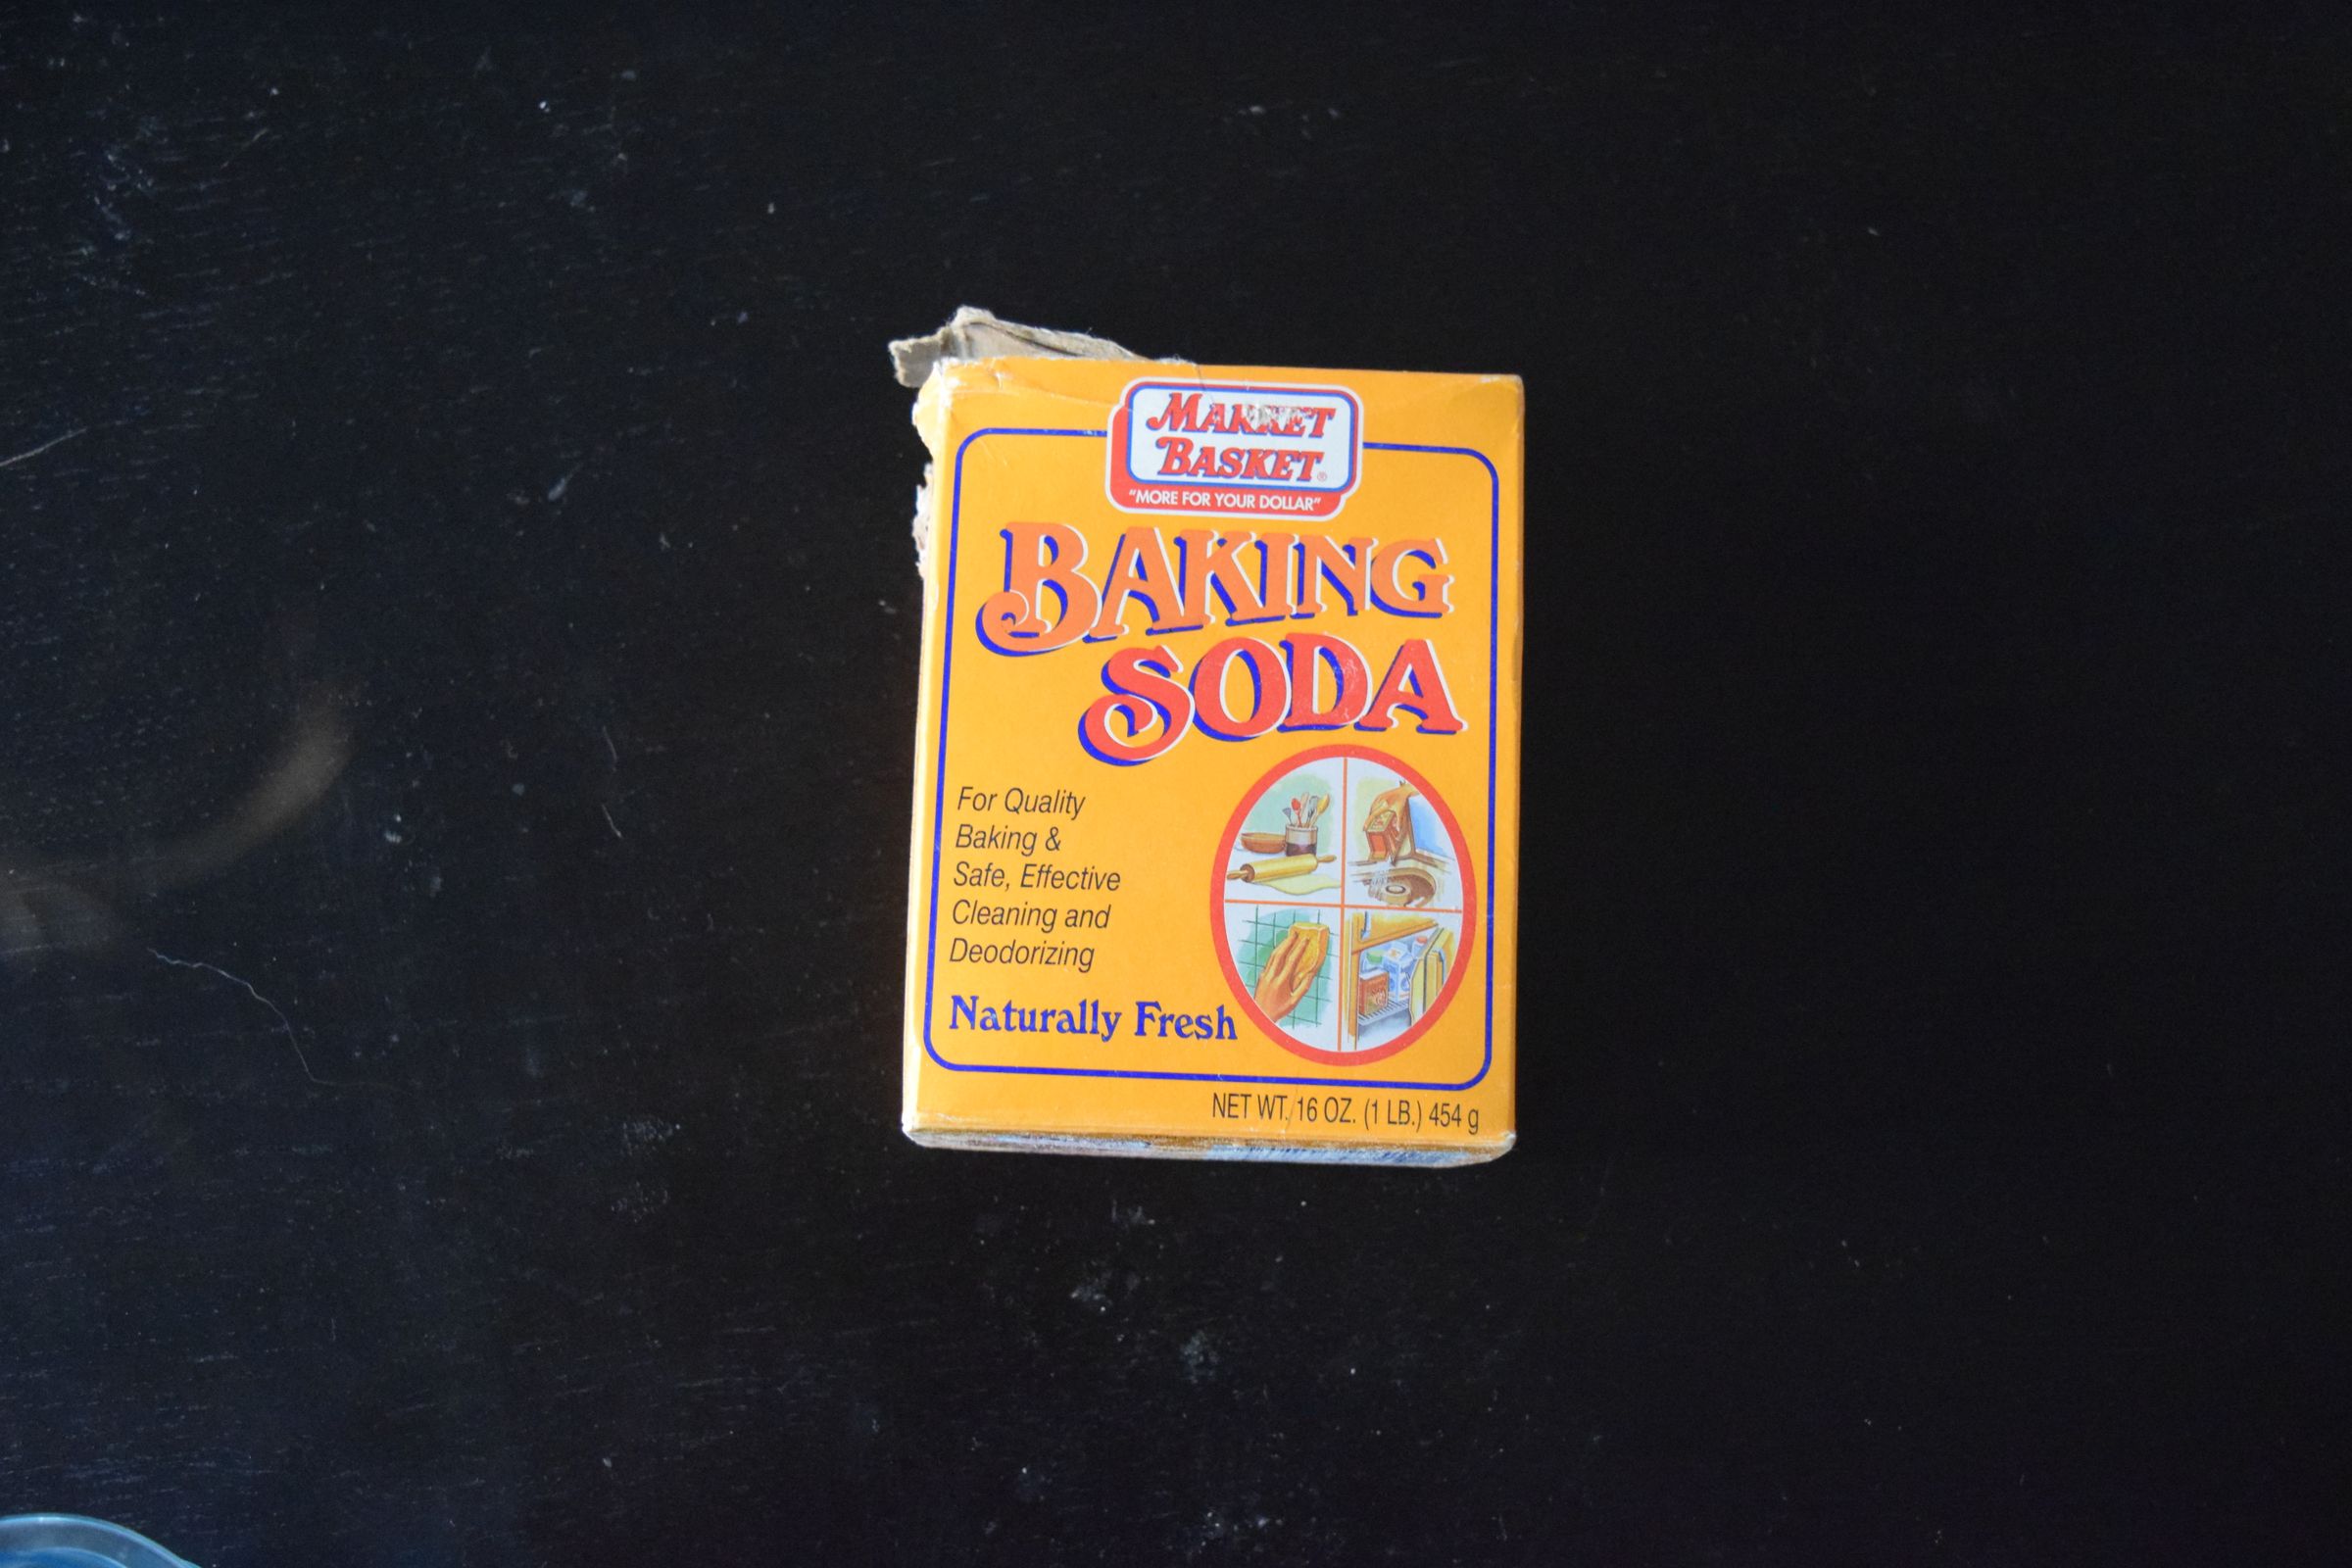 MARKET
BASKET®
"MORE FOR YOUR DOLLAR"
BAKING
SODA
For Quality
Baking &
Safe, Effective
Cleaning and
Deodorizing
Naturally Fresh
NET WT. 16 OZ. (1 LB.) 454 g